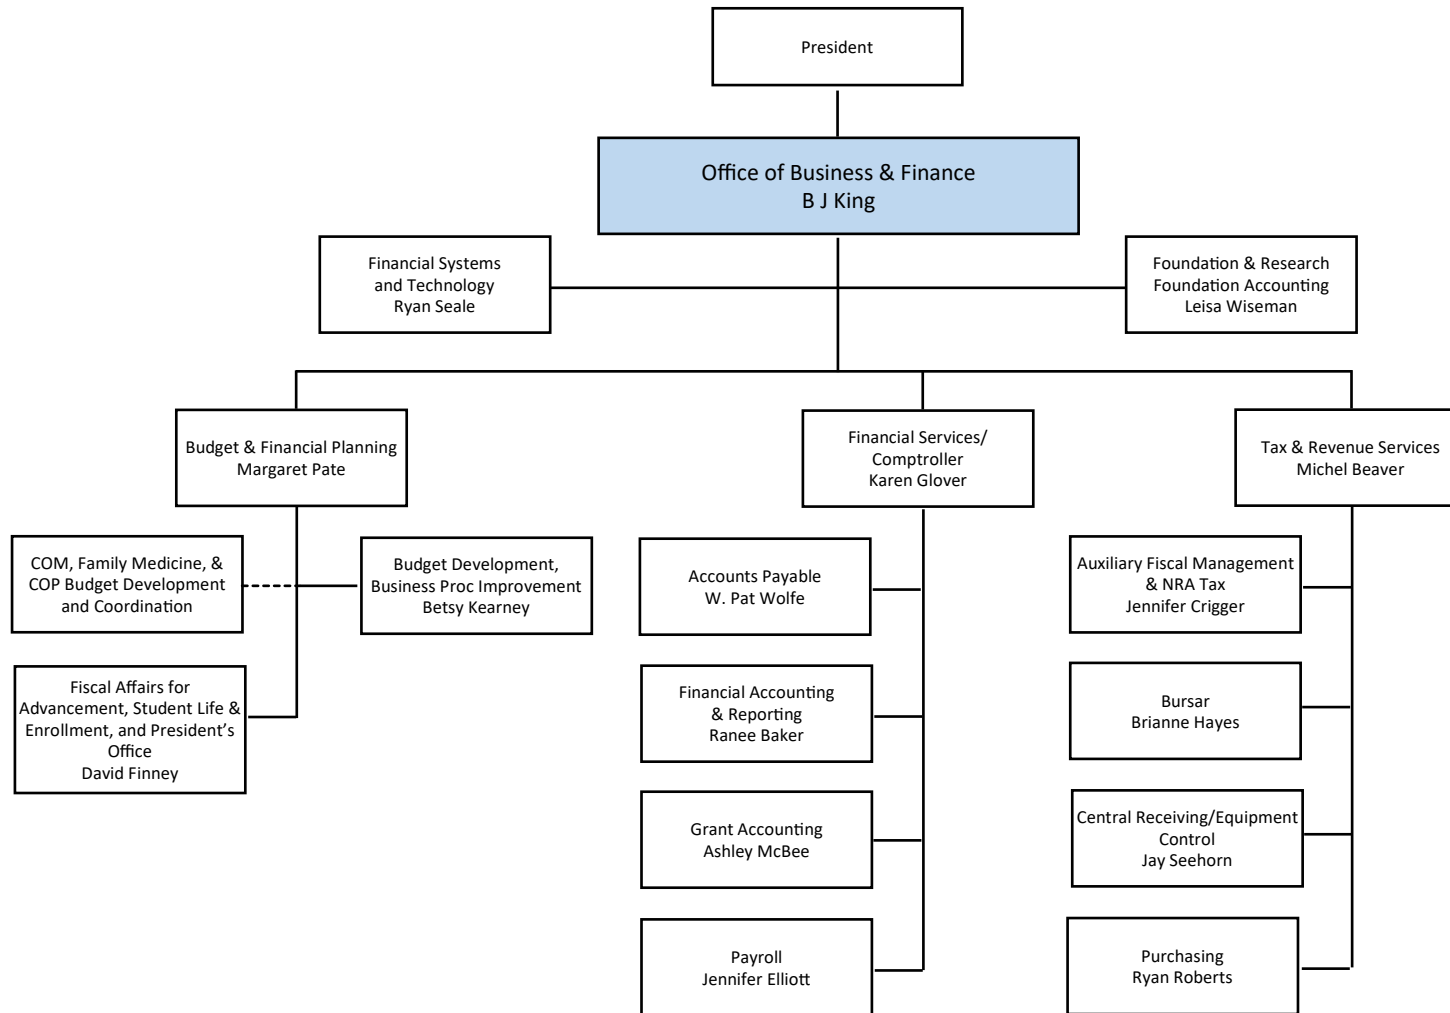 President
Office of Business & Finance
B J King
Financial Systems
and Technology
Ryan Seale
Foundation & Research
Foundation Accounting
Leisa Wiseman
Budget & Financial Planning
Margaret Pate
Financial Services/
Comptroller
Karen Glover
Tax & Revenue Services
Michel Beaver
COM, Family Medicine, &
COP Budget Development
and Coordination
Budget Development,
Business Proc Improvement
Betsy Kearney
Fiscal Affairs for
Advancement, Student Life &
Enrollment, and President’s
Office
David Finney
Accounts Payable
W. Pat Wolfe
Financial Accounting
& Reporting
Ranee Baker
Grant Accounting
Ashley McBee
Payroll
Jennifer Elliott
Auxiliary Fiscal Management
& NRA Tax
Jennifer Crigger
Bursar
Brianne Hayes
Central Receiving/Equipment
Control
Jay Seehorn
Purchasing
Ryan Roberts